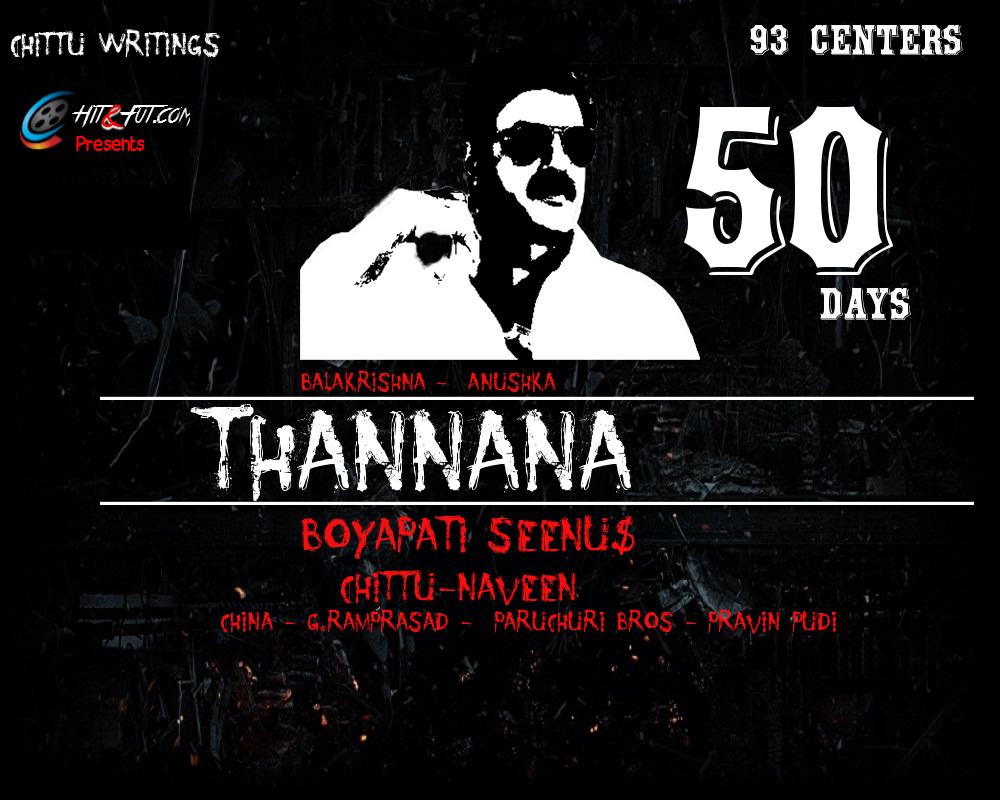 CHITTU WRITINGS
93 CENTERS
HIT&FUT.COM
Presents
50
DAYS
BALAKRISHNA - ANUSHKA
THANNANA
BOYAPATI SEENU$
CHITTU-NAVEEN
CHINA - G.RAMPRASAD - PARUCHURI BROS - PRAVIN PUDI